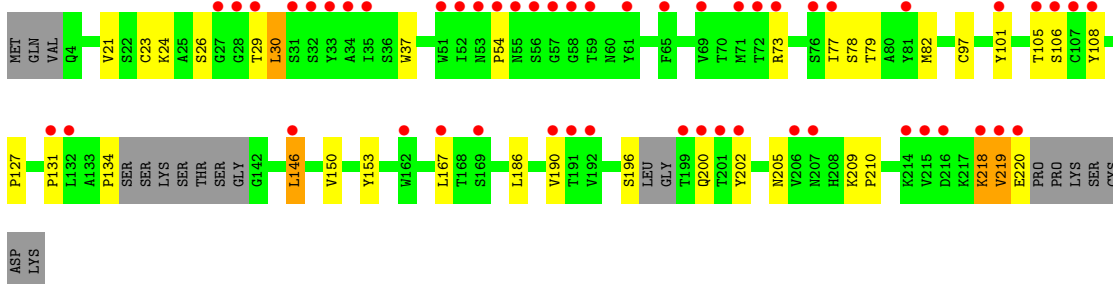 MET GLN VAL Q4 V21 S22 C23 K24 A25 S26 G27 G28 T29 L30 S31 S32 Y33 A34 I35 S36 W37 W51 I52 N53 P54 N55 S56 G57 G58 T59 N60 Y61 F65 V69 T70 M71 T72 R73 S76 I77 S78 T79 A80 Y81 M82 C97 Y101 T105 S106 C107 Y108
P127 P131 L132 A133 P134 SER SER LYS SER THR SER GLY G142 L146 V150 Y153 W162 L167 T168 S169 L186 V190 T191 V192 S196 LEU GLY T199 Q200 T201 Y202 N205 V206 N207 H208 K209 P210 K214 V215 D216 K217 K218 V219 E220 PRO PRO LYS SER CYS
ASP LYS